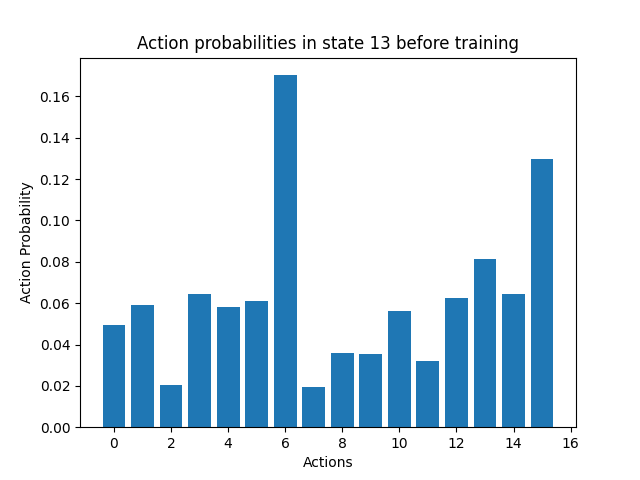 Action probabilities in state 13 before training
0.16
0.14
0.12
0.10
0.08
0.06
0.04
0.02
0.00
Action Probability
0 2 4 6 8 10 12 14 16
Actions